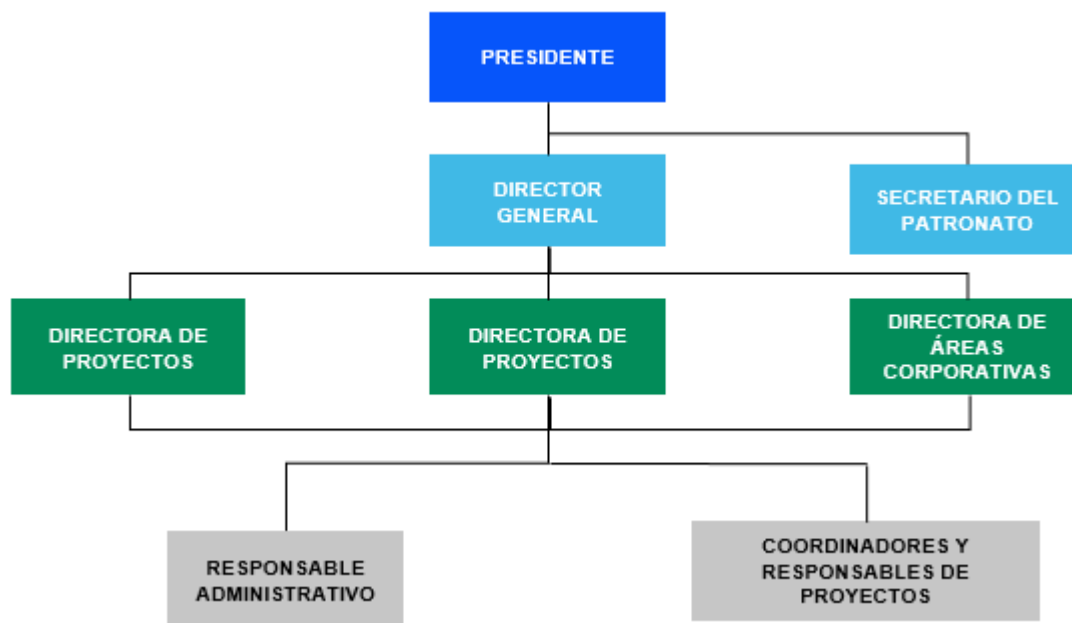 PRESIDENTE
DIRECTOR
GENERAL
SECRETARIO DEL
PATRONATO
DIRECTORA DE
PROYECTOS
DIRECTORA DE
PROYECTOS
DIRECTORA DE
ÁREAS
CORPORATIVAS
RESPONSABLE
ADMINISTRATIVO
COORDINADORES Y
RESPONSABLES DE
PROYECTOS